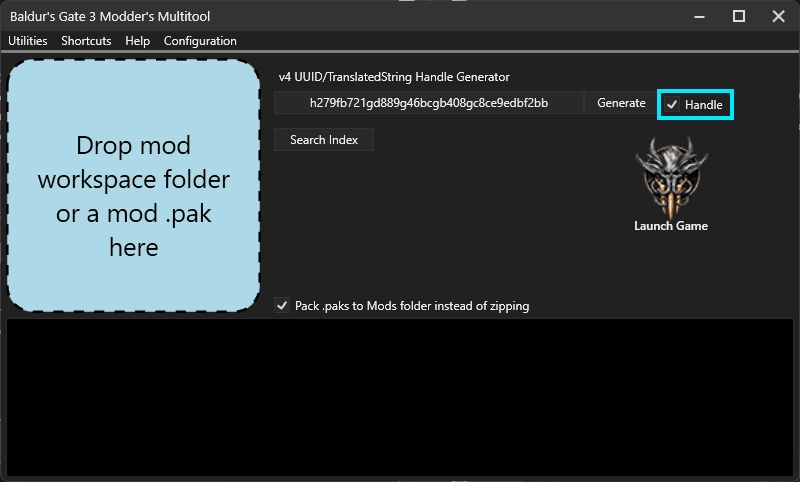 Baldur's Gate 3 Modder's Multitool
Utilities Shortcuts Help Configuration
Drop mod
workspace folder
or a mod .pak
here
v4 UUID/TranslatedString Handle Generator
h279fb721gd889g46bcgb408gc8ce9edbf2bb Generate Handle
Search Index
Launch Game
Pack .paks to Mods folder instead of zipping